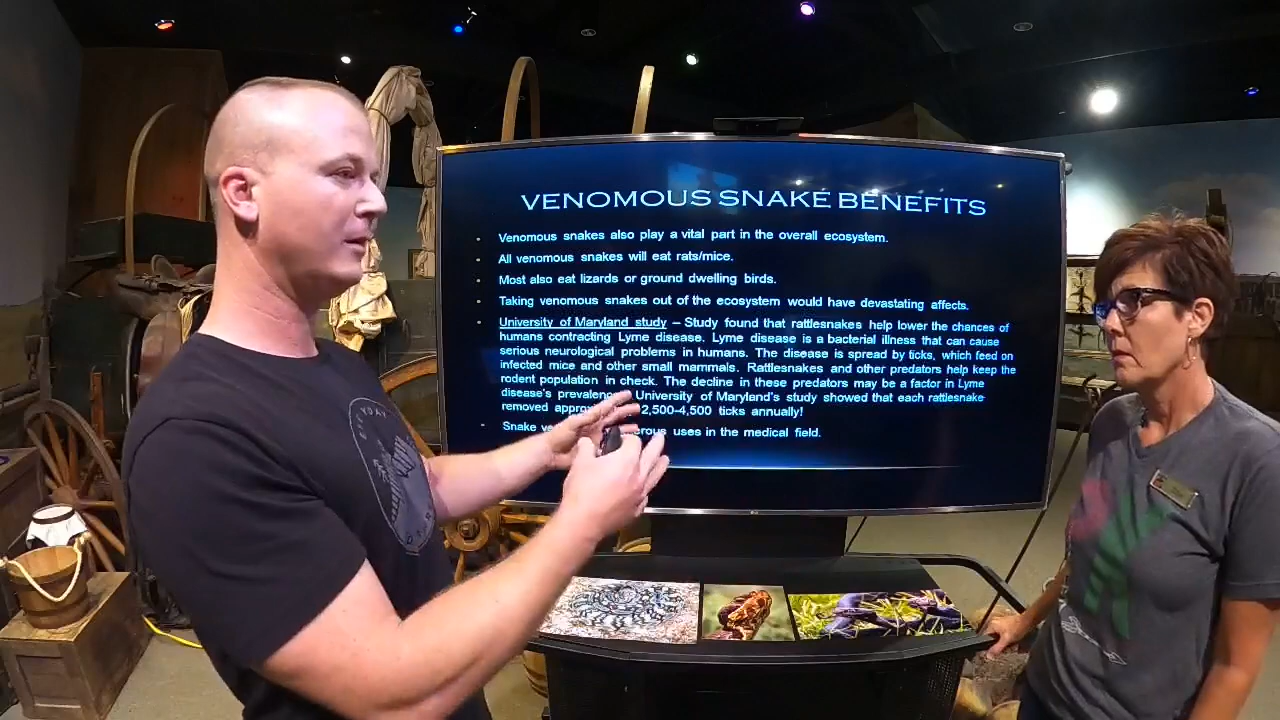 VENOMOUS SNAKE BENEFITS
Venomous snakes also play a vital part in the overall ecosystem.
All venomous snakes will eat rats/mice.
Most also eat lizards or ground dwelling birds.
Taking venomous snakes out of the ecosystem would have devastating affects.
University of Maryland study – Study found that rattlesnakes help lower the chances of
humans contracting Lyme disease. Lyme disease is a bacterial illness that can cause
serious neurological problems in humans. The disease is spread by ticks, which feed on
infected mice and other small mammals. Rattlesnakes and other predators help keep the
rodent population in check. The decline in these predators may be a factor in Lyme
disease's University of Maryland's study showed that each rattlesnake
removed 2,500-4,500 ticks annually!
Snake uses in the medical field.